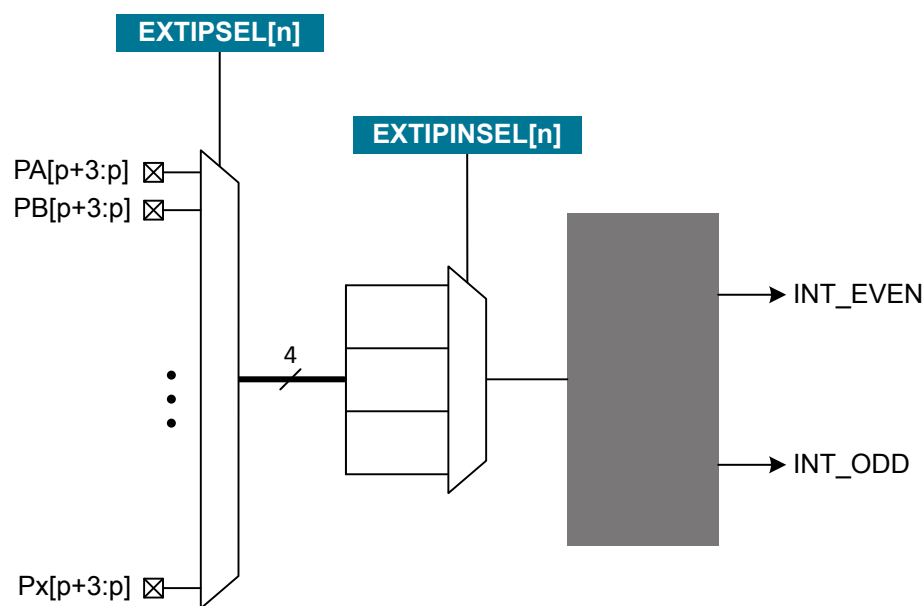 EXTIPSEL[n]
EXTIPINSEL[n]
PA[p+3:p]
PB[p+3:p]
INT_EVEN
4
INT_ODD
Px[p+3:p]